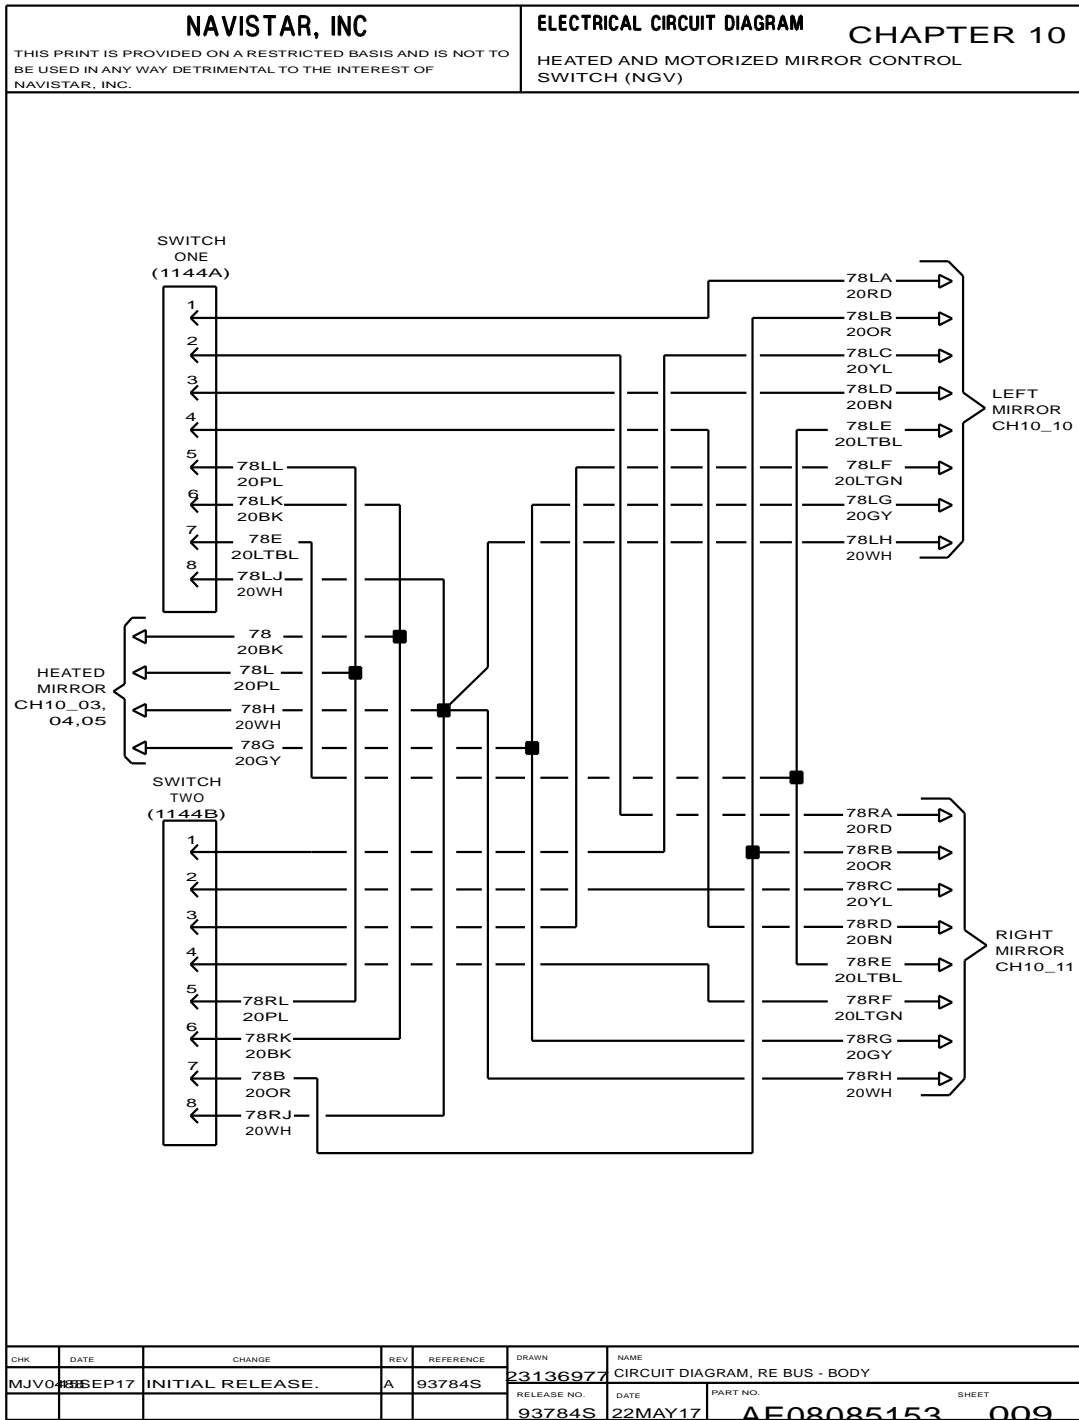 NAVISTAR, INC
THIS PRINT IS PROVIDED ON A RESTRICTED BASIS AND IS NOT TO
BE USED IN ANY WAY DETRIMENTAL TO THE INTEREST OF
NAVISTAR, INC.
ELECTRICAL CIRCUIT DIAGRAM
CHAPTER 10
HEATED AND MOTORIZED MIRROR CONTROL
SWITCH (NGV)
SWITCH
ONE
(1144A)
1
2
3
4
5
6
7
8
78LL
20PL
78LK
20BK
78E
20LTBL
78LJ
20WH
78LA
20RD
78LB
20OR
78LC
20YL
78LD
20BN
78LE
20LTBL
78LF
20LTGN
78LG
20GY
78LH
20WH
LEFT
MIRROR
CH10_10
HEATED
MIRROR
CH10_03,
04,05
78
20BK
78L
20PL
78H
20WH
78G
20GY
SWITCH
TWO
(1144B)
1
2
3
4
5
6
7
8
78RL
20PL
78RK
20BK
78B
20OR
78RJ
20WH
78RA
20RD
78RB
20OR
78RC
20YL
78RD
20BN
78RE
20LTBL
78RF
20LTGN
78RG
20GY
78RH
20WH
RIGHT
MIRROR
CH10_11
CHK DATE CHANGE REV REFERENCE
INITIAL RELEASE. A 93784S
DRAWN
23136977
NAME
CIRCUIT DIAGRAM, RE BUS - BODY
RELEASE NO.
93784S
DATE
22MAY17
PART NO.
AE08085153
SHEET
009